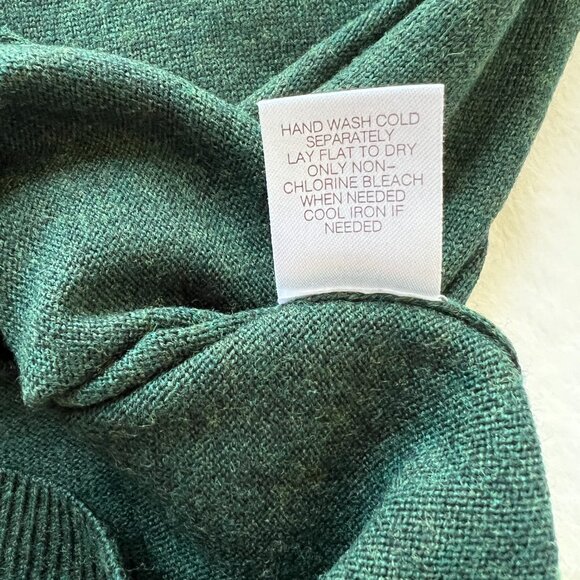 HAND WASH COLD
SEPARATELY
LAY FLAT TO DRY
ONLY NON-
CHLORINE BLEACH
WHEN NEEDED
COOL IRON IF
NEEDED